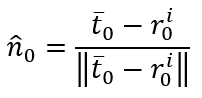 n̂₀ = (t̄₀ − r₀ⁱ) / ‖t̄₀ − r₀ⁱ‖